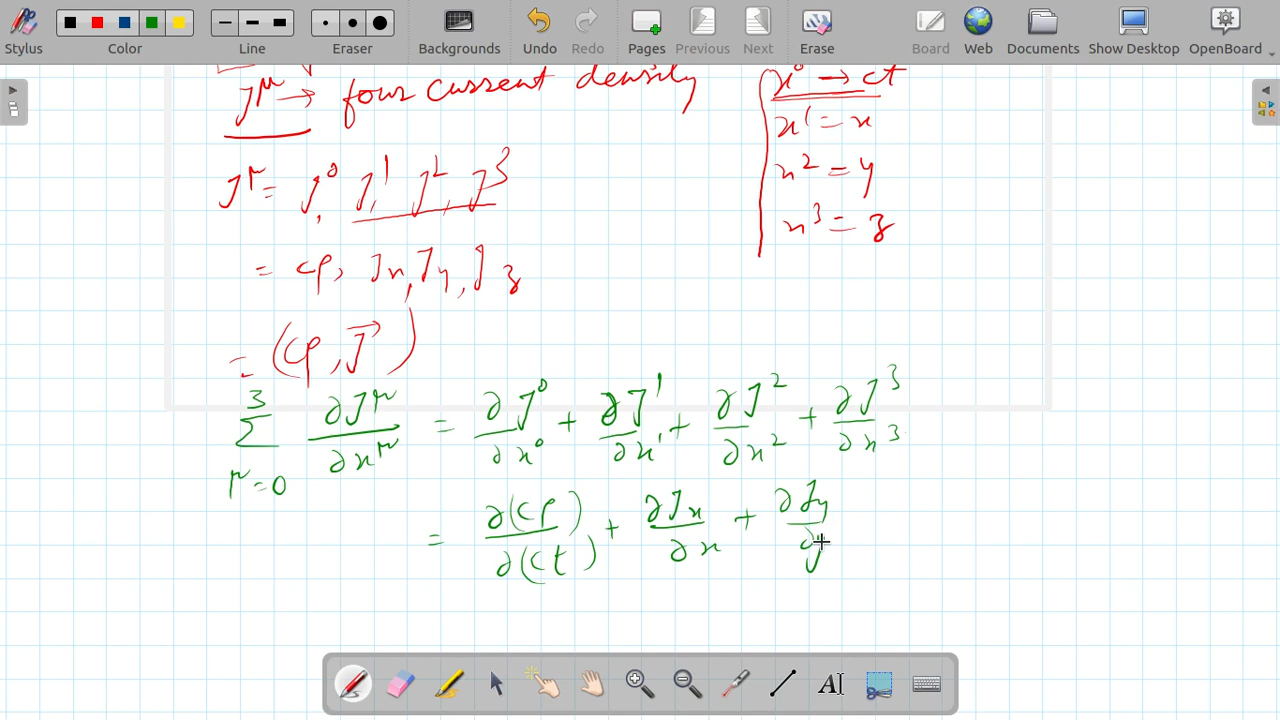 Stylus Color Line Eraser Backgrounds Undo Redo Pages Previous Next Erase Board Web Documents Show Desktop OpenBoard
J^μ → four current density
x^0 → ct
x^1 = x
J^μ = J^0, J^1, J^2, J^3
x^2 = y
x^3 = z
= cρ, Jx, Jy, Jz
= (cρ, J⃗)
3
Σ ∂J^μ/∂x^μ = ∂J^0/∂x^0 + ∂J^1/∂x^1 + ∂J^2/∂x^2 + ∂J^3/∂x^3
μ=0
= ∂(cρ)/∂(ct) + ∂Jx/∂x + ∂Jy/∂y